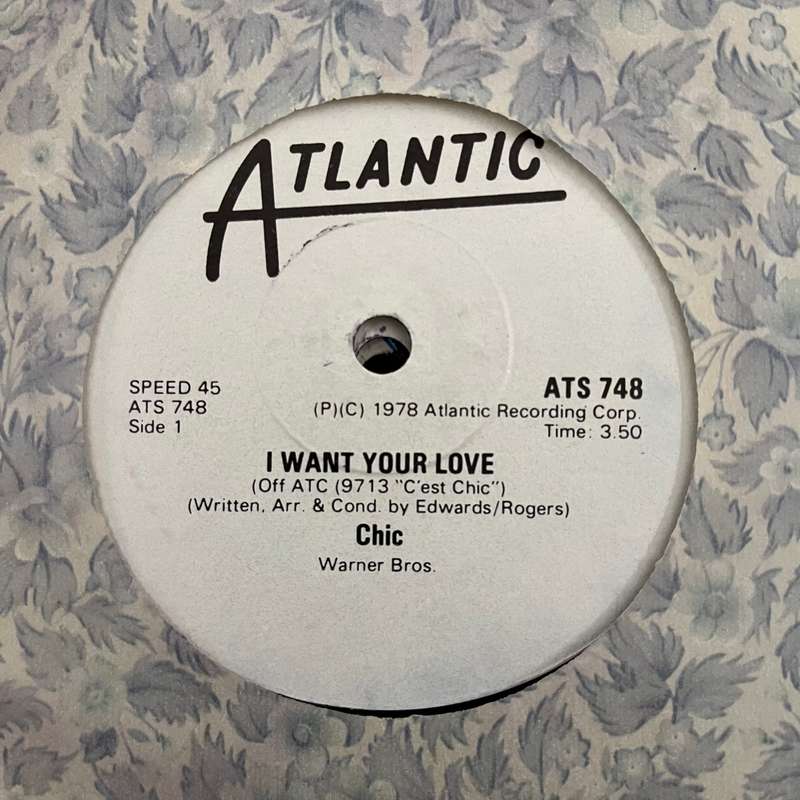 ATLANTIC
SPEED 45
ATS 748
Side 1
ATS 748
(P)(C) 1978 Atlantic Recording Corp.
Time: 3.50
I WANT YOUR LOVE
(Off ATC (9713 "C'est Chic")
(Written, Arr. & Cond. by Edwards/Rogers)
Chic
Warner Bros.